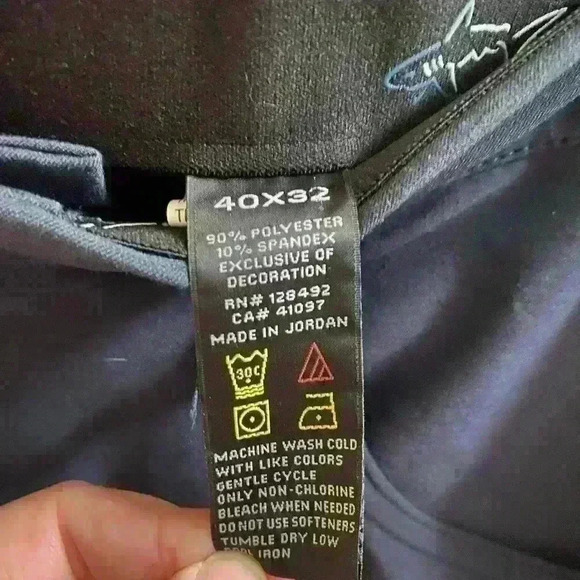 40X32
90% POLYESTER
10% SPANDEX
EXCLUSIVE OF
DECORATION
RN# 128492
CA# 41097
MADE IN JORDAN
30C
MACHINE WASH COLD
WITH LIKE COLORS
GENTLE CYCLE
ONLY NON-CHLORINE
BLEACH WHEN NEEDED
DO NOT USE SOFTENERS
TUMBLE DRY LOW
IRON